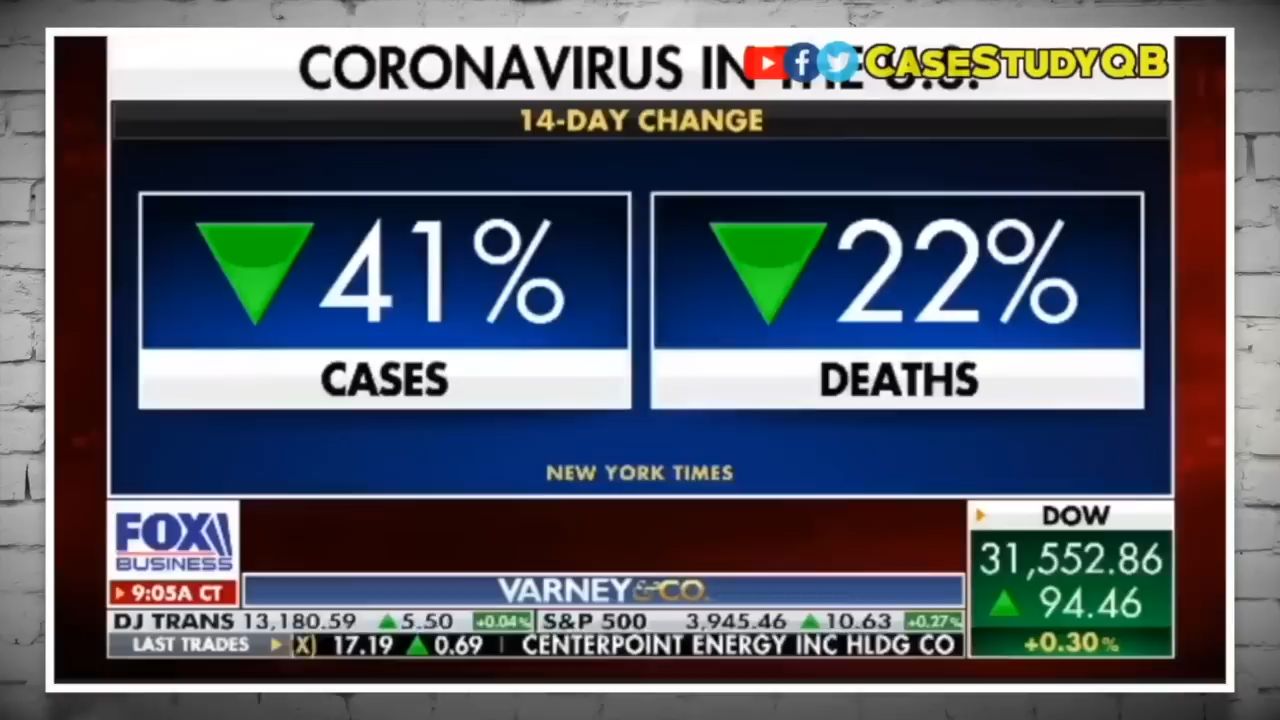 CORONAVIRUS IN THE U.S.
CASESTUDYQB
14-DAY CHANGE
41%
22%
CASES
DEATHS
NEW YORK TIMES
FOX
BUSINESS
9:05A CT
VARNEY & CO.
DOW
31,552.86
94.46
+0.30%
DJ TRANS 13,180.59 5.50 +0.04% S&P 500 3,945.46 10.63 +0.27%
LAST TRADES (X) 17.19 0.69 CENTERPOINT ENERGY INC HLDG CO